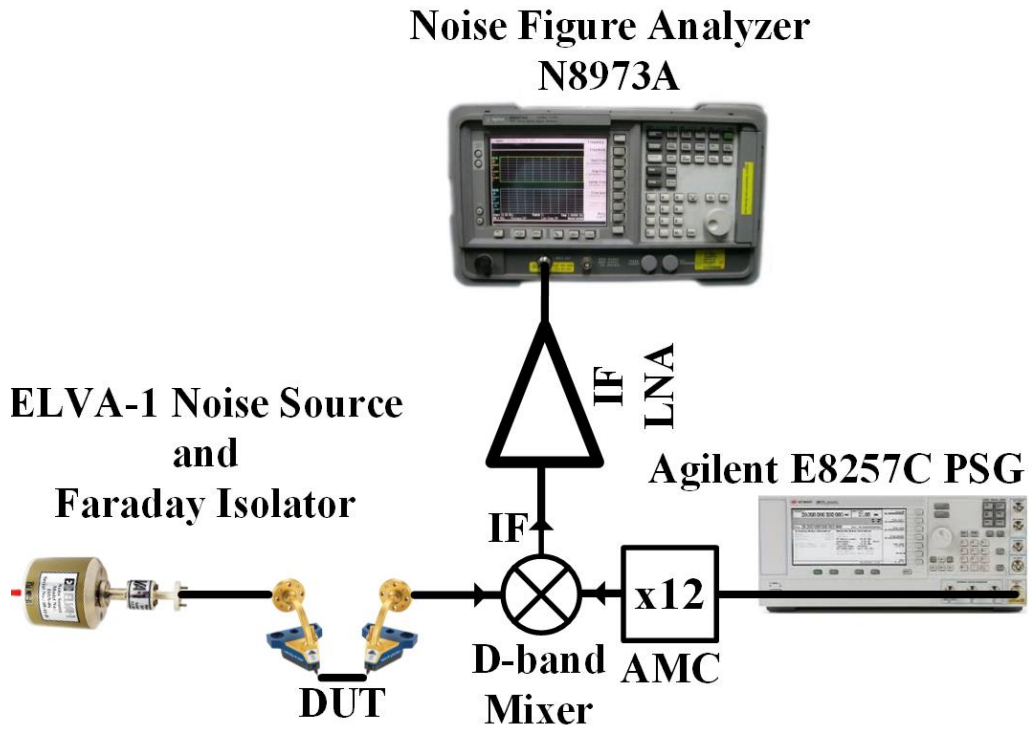 Noise Figure Analyzer
N8973A
ELVA-1 Noise Source
and
Faraday Isolator
IF
LNA
Agilent E8257C PSG
IF
x12
D-band
Mixer
AMC
DUT